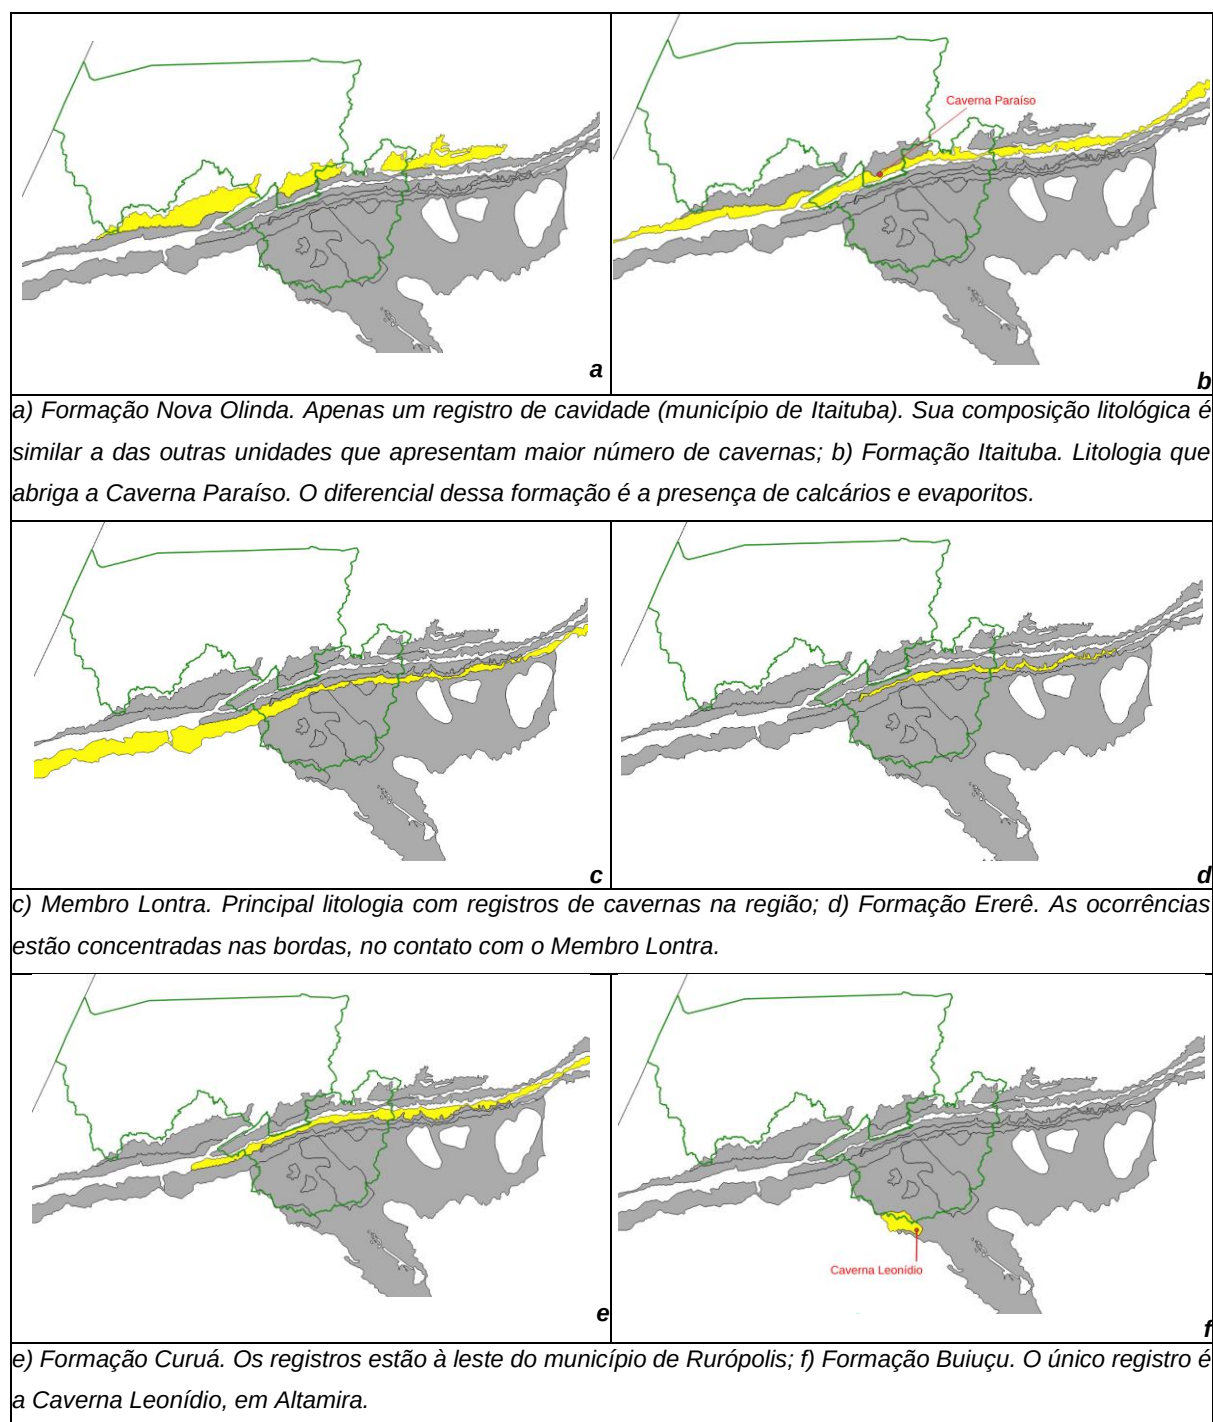 Caverna Paraíso
a
b
a) Formação Nova Olinda. Apenas um registro de cavidade (município de Itaituba). Sua composição litológica é
similar a das outras unidades que apresentam maior número de cavernas; b) Formação Itaituba. Litologia que
abriga a Caverna Paraíso. O diferencial dessa formação é a presença de calcários e evaporitos.
c
d
c) Membro Lontra. Principal litologia com registros de cavernas na região; d) Formação Ererê. As ocorrências
estão concentradas nas bordas, no contato com o Membro Lontra.
Caverna Leonídio
e
f
e) Formação Curuá. Os registros estão à leste do município de Rurópolis; f) Formação Buiuçu. O único registro é
a Caverna Leonídio, em Altamira.